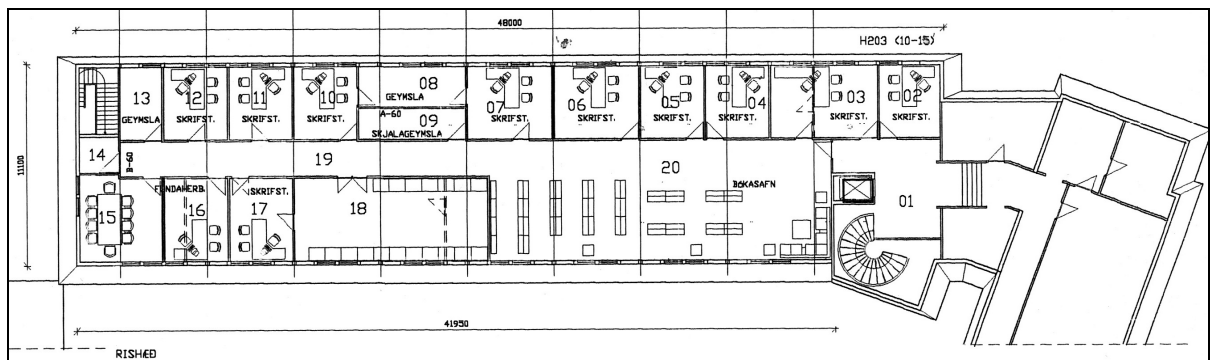 48000
H203 (10-15)
11100
13
GEYMSLA
12
SKRIFST.
11
SKRIFST.
10
SKRIFST.
08
GEYMSLA
A-60
09
SKJALAGEYMSLA
07
SKRIFST.
06
SKRIFST.
05
SKRIFST.
04
SKRIFST.
03
SKRIFST.
02
SKRIFST.
14
19
20
BÓKASAFN
01
15
FUNDAHERB.
16
SKRIFST.
17
18
41950
RISHÆÐ